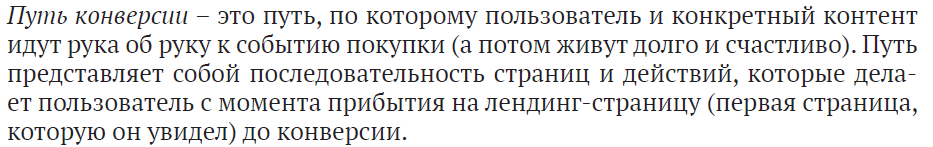 Путь конверсии – это путь, по которому пользователь и конкретный контент
идут рука об руку к событию покупки (а потом живут долго и счастливо). Путь
представляет собой последовательность страниц и действий, которые дела-
ет пользователь с момента прибытия на лендинг-страницу (первая страница,
которую он увидел) до конверсии.